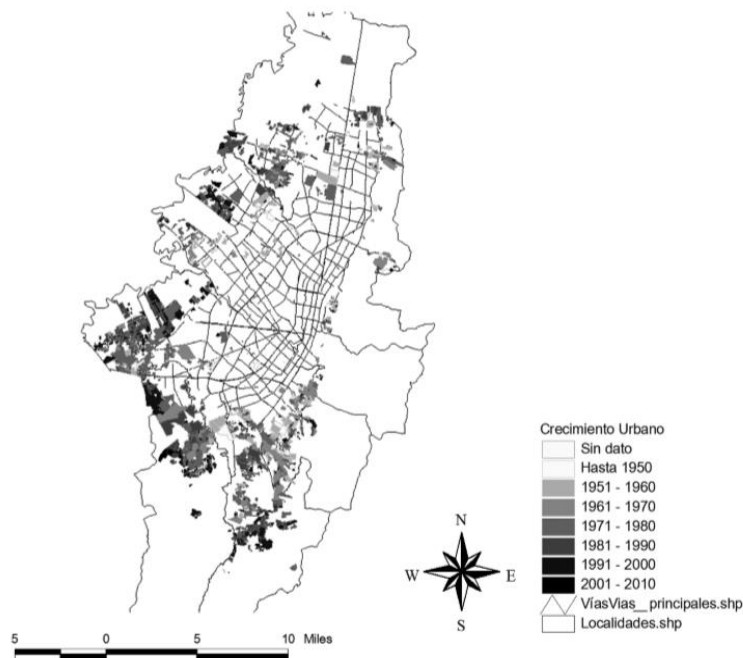 Crecimiento Urbano
Sin dato
Hasta 1950
1951 - 1960
1961 - 1970
1971 - 1980
1981 - 1990
1991 - 2000
2001 - 2010
VíasVias__principales.shp
Localidades.shp
N
W E
S
5 0 5 10 Miles